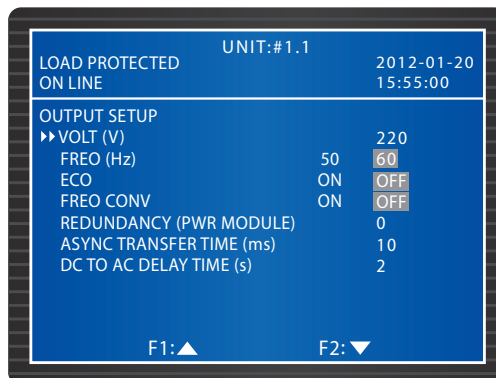 UNIT:#1.1
LOAD PROTECTED 2012-01-20
ON LINE 15:55:00
OUTPUT SETUP
VOLT (V) 220
FREO (Hz) 50 60
ECO ON OFF
FREO CONV ON OFF
REDUNDANCY (PWR MODULE) 0
ASYNC TRANSFER TIME (ms) 10
DC TO AC DELAY TIME (s) 2
F1:▲ F2:▼